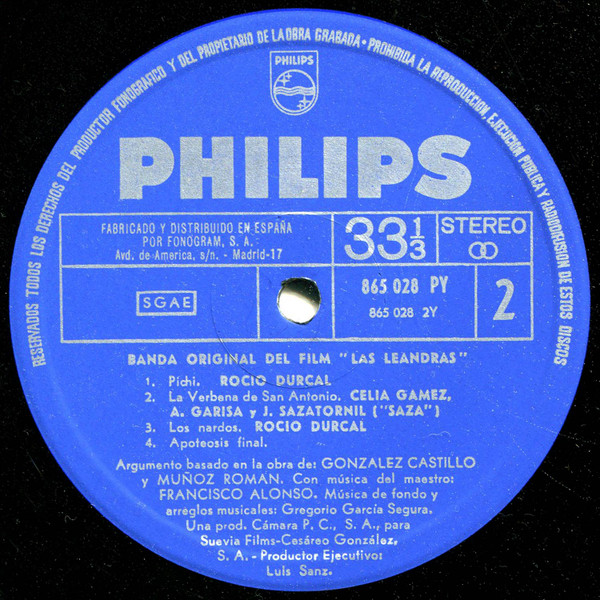 RESERVADOS TODOS LOS DERECHOS DEL PRODUCTOR FONOGRAFICO Y DEL PROPIETARIO DE LA OBRA GRABADA • PROHIBIDA LA REPRODUCCION, EJECUCION PUBLICA Y RADIODIFUSION DE ESTOS DISCOS
PHILIPS
PHILIPS
FABRICADO Y DISTRIBUIDO EN ESPAÑA
POR FONOGRAM, S. A.
Avd. de America, s/n. - Madrid-17
33 1/3
STEREO
SGAE
865 028 PY
865 028 2Y
2
BANDA ORIGINAL DEL FILM "LAS LEANDRAS"
1. Pichi. ROCIO DURCAL
2. La Verbena de San Antonio. CELIA GAMEZ,
A. GARISA y J. SAZATORNIL ("SAZA")
3. Los nardos. ROCIO DURCAL
4. Apoteosis final.
Argumento basado en la obra de: GONZALEZ CASTILLO
y MUÑOZ ROMAN. Con música del maestro:
FRANCISCO ALONSO. Música de fondo y
arreglos musicales: Gregorio García Segura.
Una prod. Cámara P. C., S. A., para
Suevia Films-Cesáreo González,
S. A. - Productor Ejecutivo:
Luis Sanz.